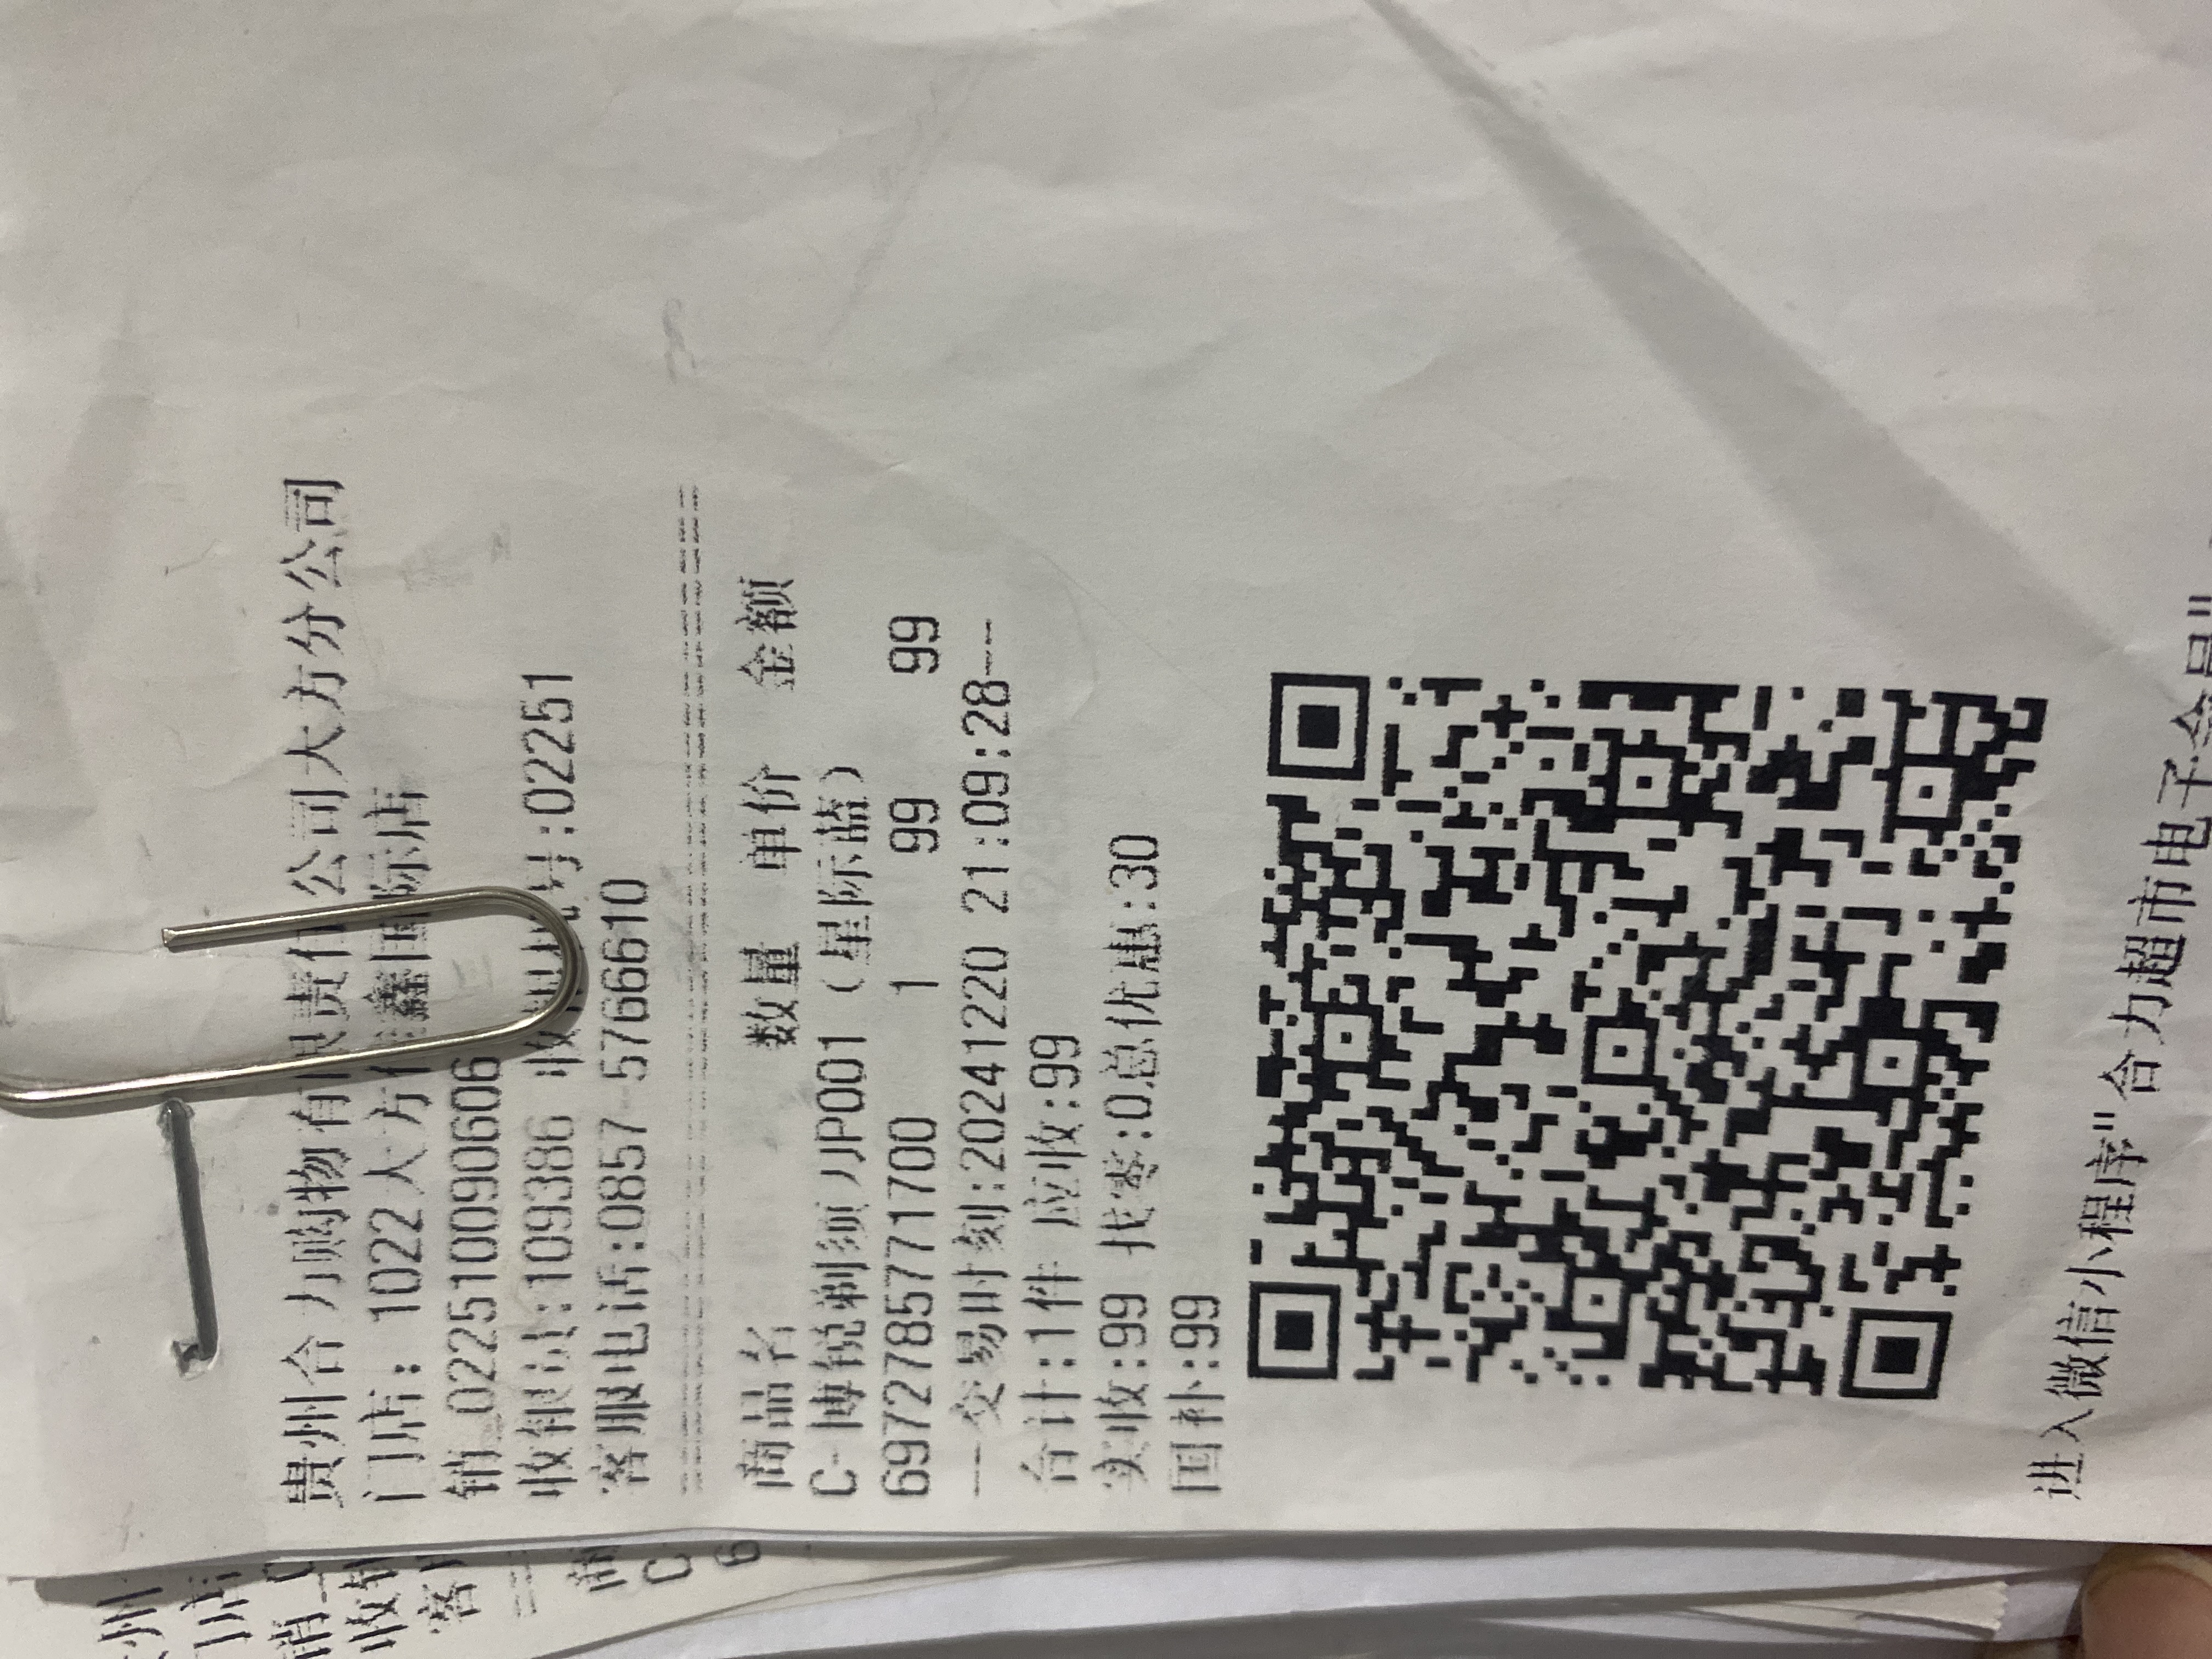 贵州合力购物有限责任公司大方分公司
门店: 1022大方佳鑫国际店
销 0225100906​06
收银员:109386 收银机号:02251
客服电话:0857-5766610
商品名 数量 单价 金额
C-博锐剃须刀JP001 (星际蓝)
6972785771700 1 99 99
—交易时刻:20241220 21:09:28——
合计:1件 应收:99
实收:99 找零:0总优惠:30
国补:99
进入微信小程序"合力超市电子会员"